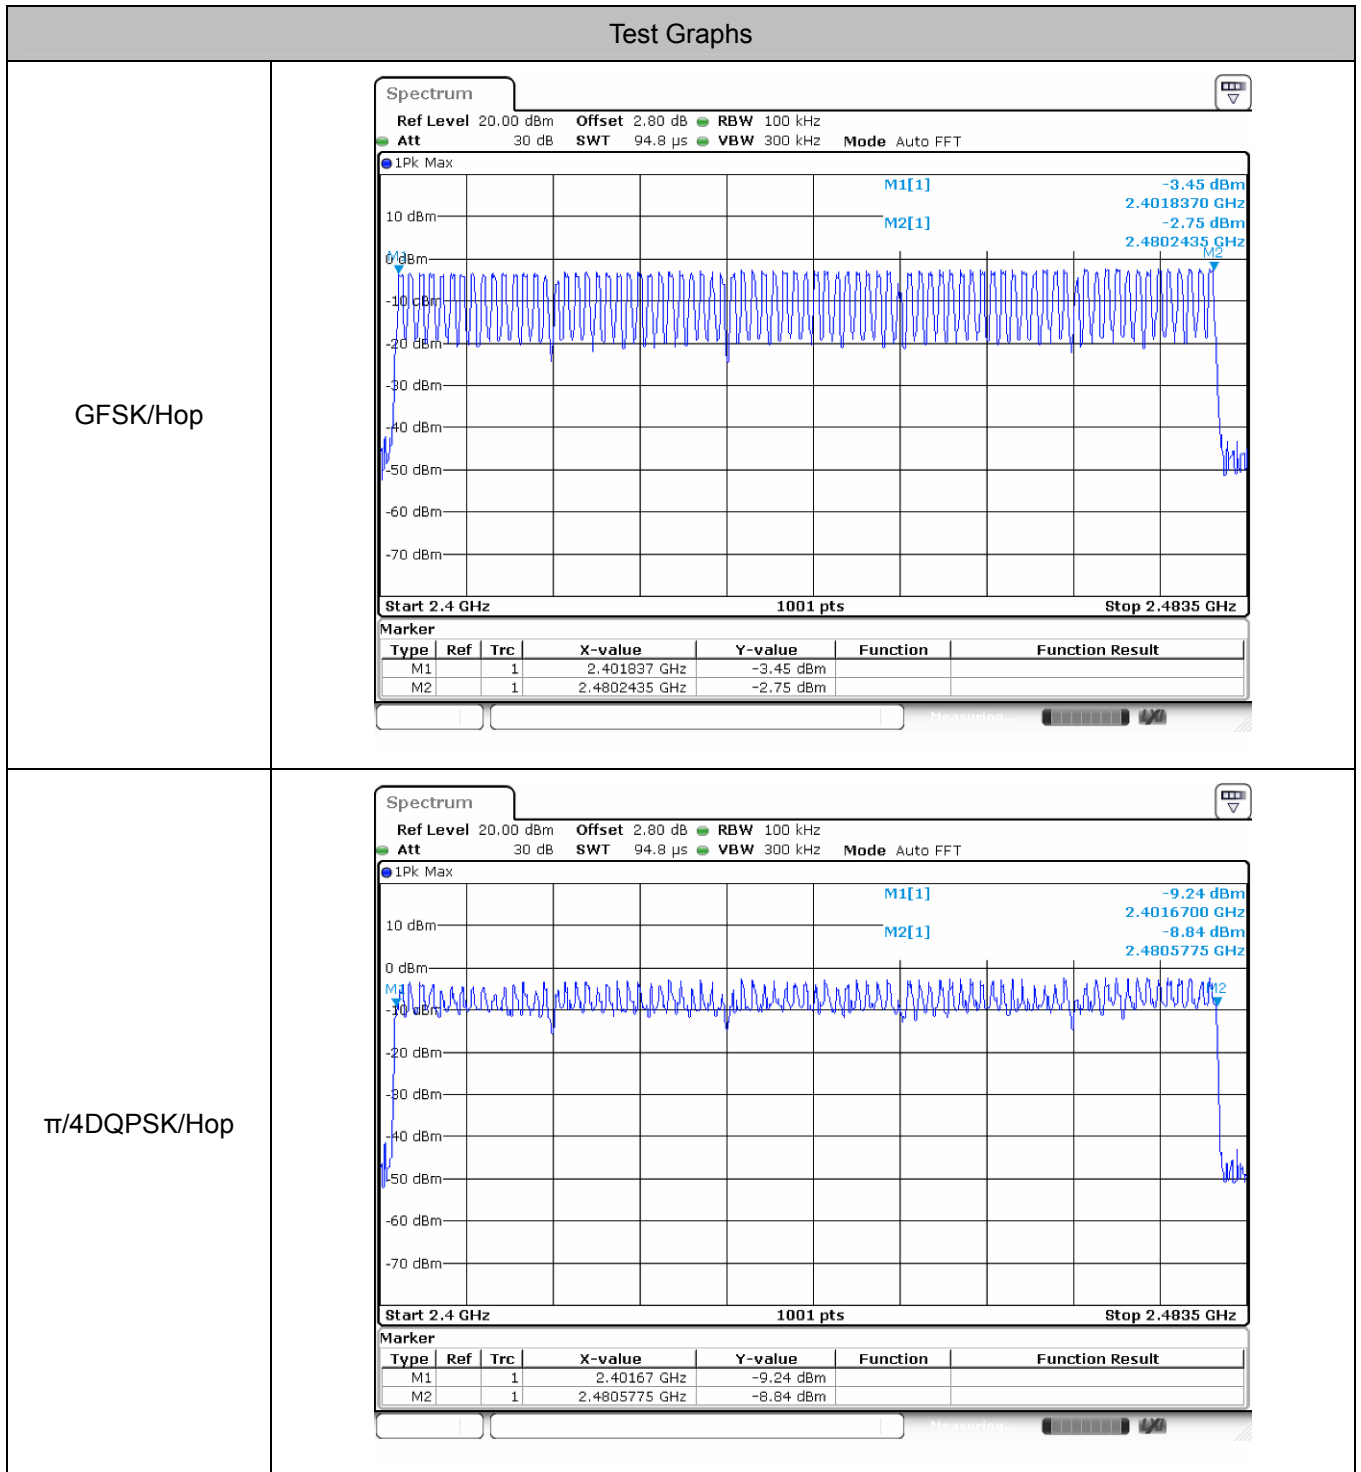 Test Graphs
GFSK/Hop
Spectrum
Ref Level 20.00 dBm Offset 2.80 dB RBW 100 kHz
Att 30 dB SWT 94.8 µs VBW 300 kHz Mode Auto FFT
1Pk Max
M1[1] -3.45 dBm
2.4018370 GHz
10 dBm
M2[1] -2.75 dBm
2.4802435 GHz
M1
M2
0 dBm
-10 dBm
-20 dBm
-30 dBm
-40 dBm
-50 dBm
-60 dBm
-70 dBm
Start 2.4 GHz 1001 pts Stop 2.4835 GHz
Marker
Type Ref Trc X-value Y-value Function Function Result
M1 1 2.401837 GHz -3.45 dBm
M2 1 2.4802435 GHz -2.75 dBm
Measuring... LXI
π/4DQPSK/Hop
Spectrum
Ref Level 20.00 dBm Offset 2.80 dB RBW 100 kHz
Att 30 dB SWT 94.8 µs VBW 300 kHz Mode Auto FFT
1Pk Max
M1[1] -9.24 dBm
2.4016700 GHz
10 dBm
M2[1] -8.84 dBm
2.4805775 GHz
0 dBm
M1
M2
-10 dBm
-20 dBm
-30 dBm
-40 dBm
-50 dBm
-60 dBm
-70 dBm
Start 2.4 GHz 1001 pts Stop 2.4835 GHz
Marker
Type Ref Trc X-value Y-value Function Function Result
M1 1 2.40167 GHz -9.24 dBm
M2 1 2.4805775 GHz -8.84 dBm
Measuring... LXI